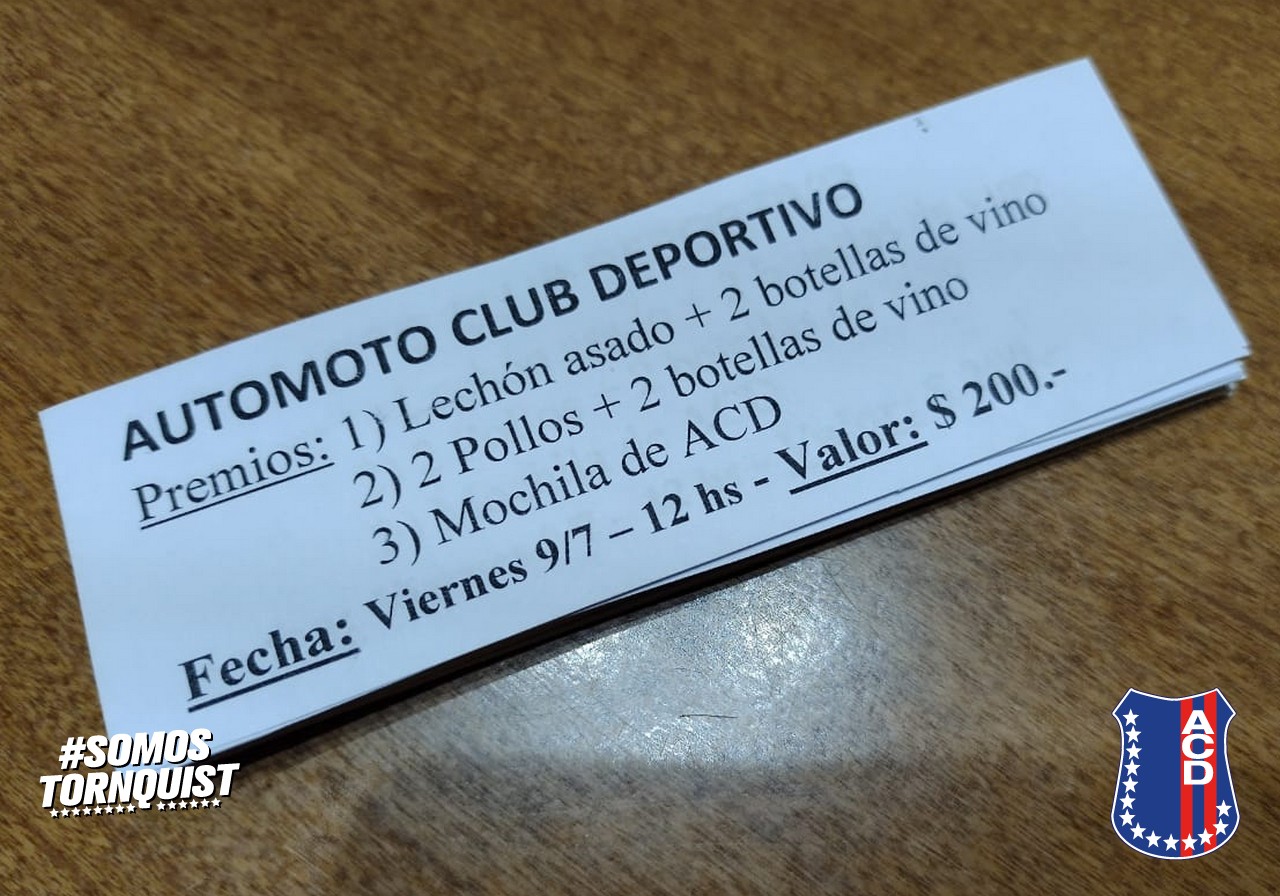 AUTOMOTO CLUB DEPORTIVO
Premios: 1) Lechón asado + 2 botellas de vino
2) 2 Pollos + 2 botellas de vino
3) Mochila de ACD
Fecha: Viernes 9/7 – 12 hs - Valor: $ 200.-
#SOMOS
TORNQUIST
ACD